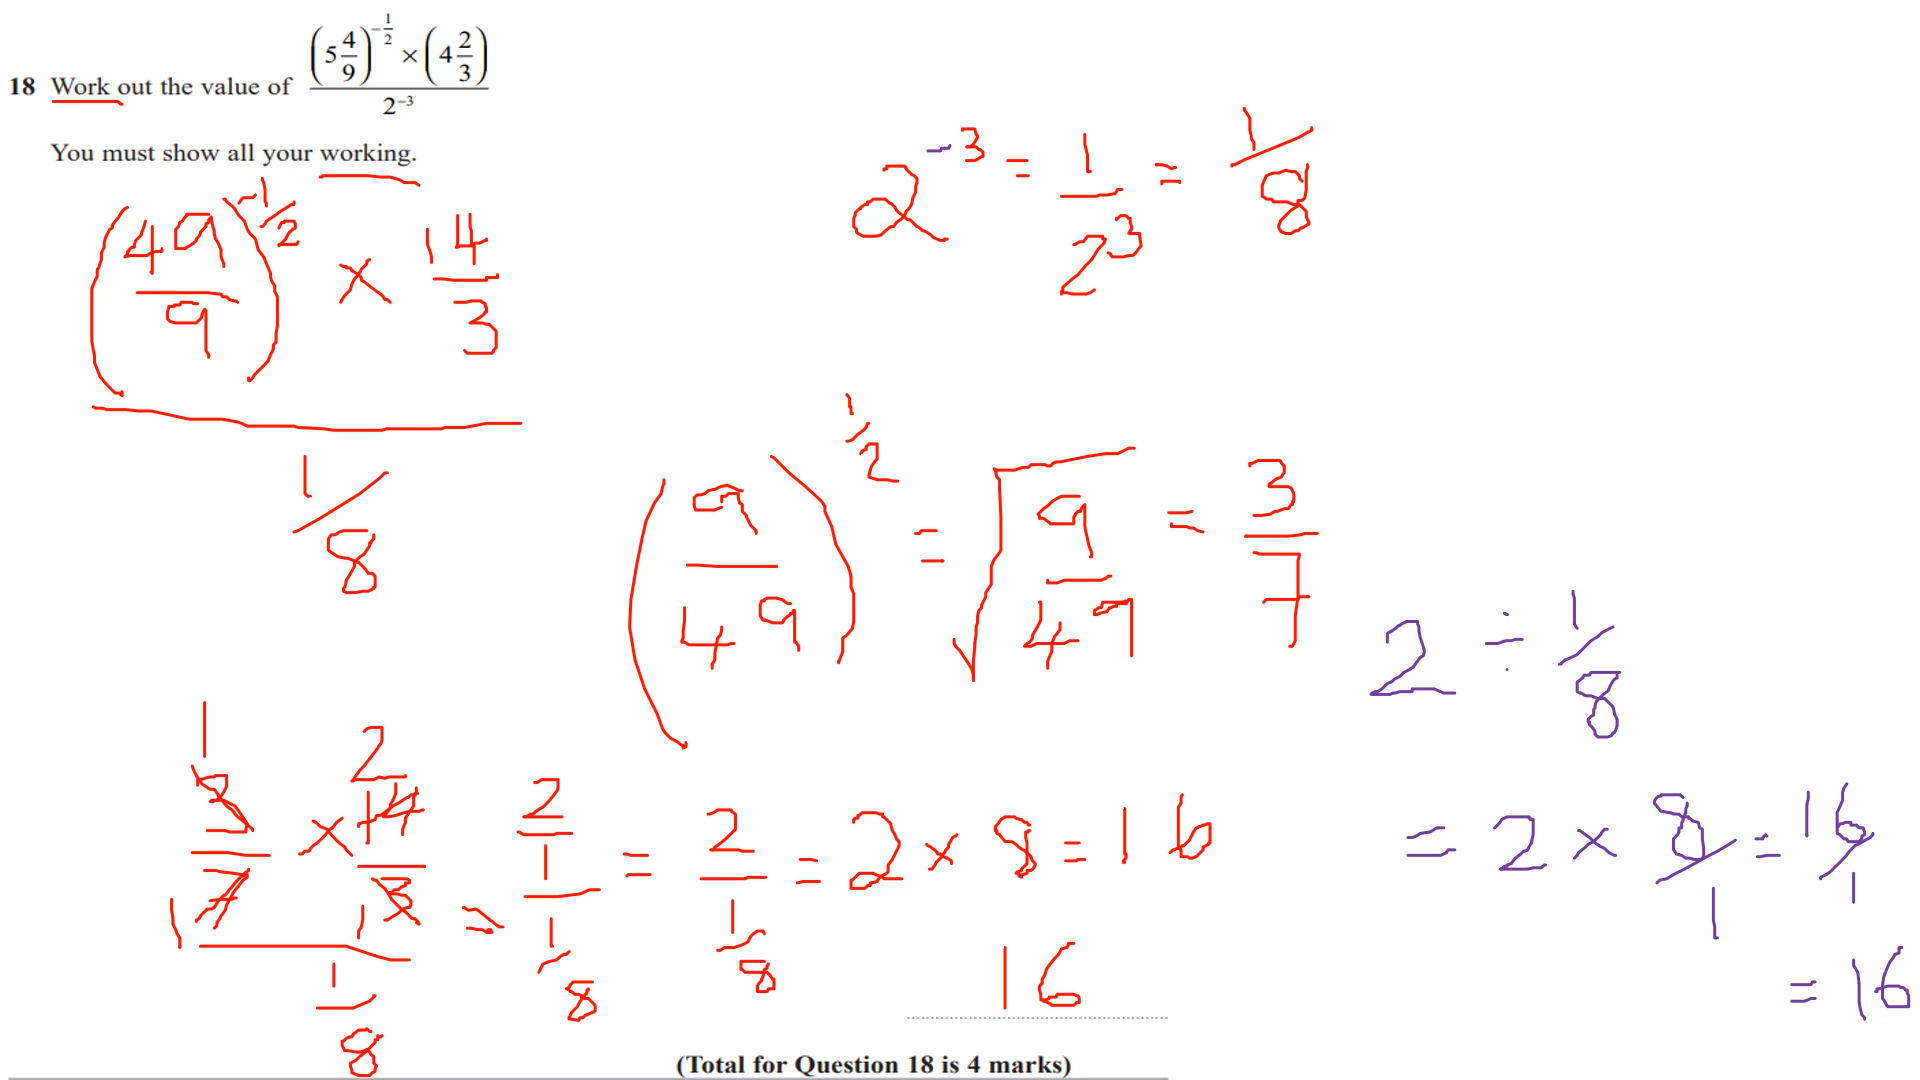 18 Work out the value of ((5 4/9)^(-1/2) × (4 2/3)) / 2^(-3)
You must show all your working.
2^(-3) = 1/2^3 = 1/8
((49/9)^(-1/2) × 14/3) / (1/8)
(9/49)^(1/2) = √(9/49) = 3/7
2 ÷ 1/8
= 2 × 8/1 = 16/1
= 16
(3/7 × 14/3) / (1/8) = (2/1) / (1/8) = 2 / (1/8) = 2 × 8 = 16
1 2
1 1
16
(Total for Question 18 is 4 marks)